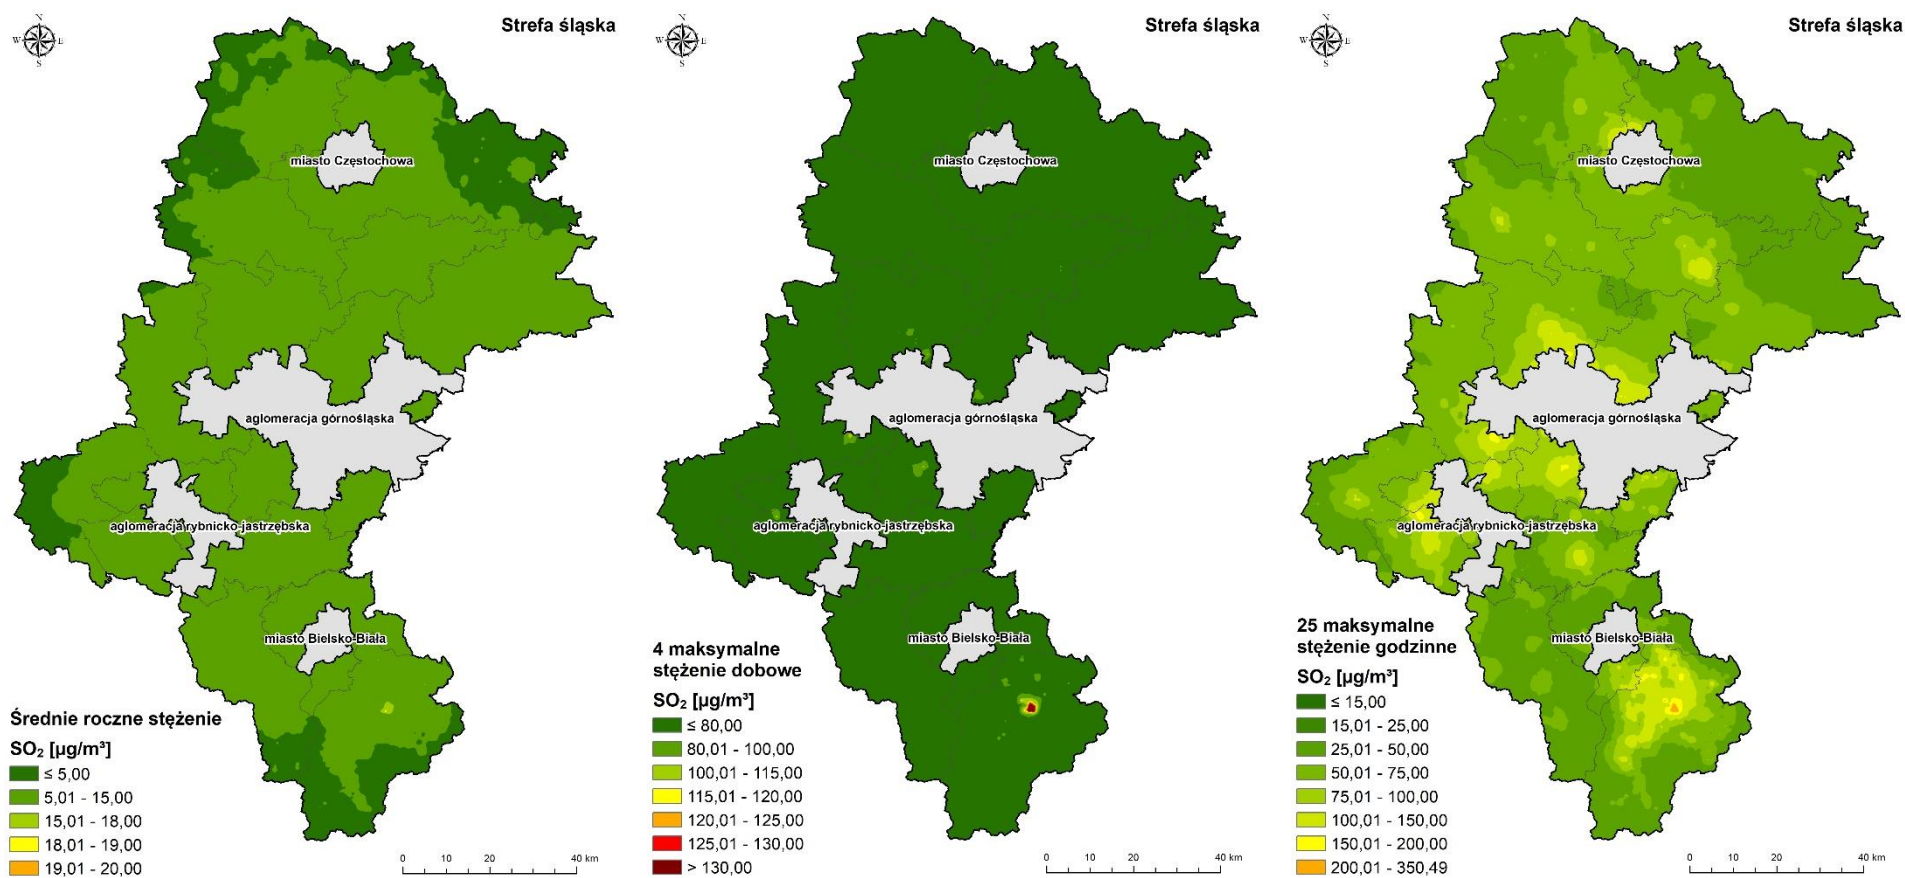 Strefa śląska
N
W E
S
miasto Częstochowa
aglomeracja górnośląska
aglomeracja rybnicko-jastrzębska
miasto Bielsko-Biała
Średnie roczne stężenie
SO₂ [µg/m³]
≤ 5,00
5,01 - 15,00
15,01 - 18,00
18,01 - 19,00
19,01 - 20,00
0 10 20 40 km
Strefa śląska
N
W E
S
miasto Częstochowa
aglomeracja górnośląska
aglomeracja rybnicko-jastrzębska
miasto Bielsko-Biała
4 maksymalne
stężenie dobowe
SO₂ [µg/m³]
≤ 80,00
80,01 - 100,00
100,01 - 115,00
115,01 - 120,00
120,01 - 125,00
125,01 - 130,00
> 130,00
0 10 20 40 km
Strefa śląska
N
W E
S
miasto Częstochowa
aglomeracja górnośląska
aglomeracja rybnicko-jastrzębska
miasto Bielsko-Biała
25 maksymalne
stężenie godzinne
SO₂ [µg/m³]
≤ 15,00
15,01 - 25,00
25,01 - 50,00
50,01 - 75,00
75,01 - 100,00
100,01 - 150,00
150,01 - 200,00
200,01 - 350,49
0 10 20 40 km